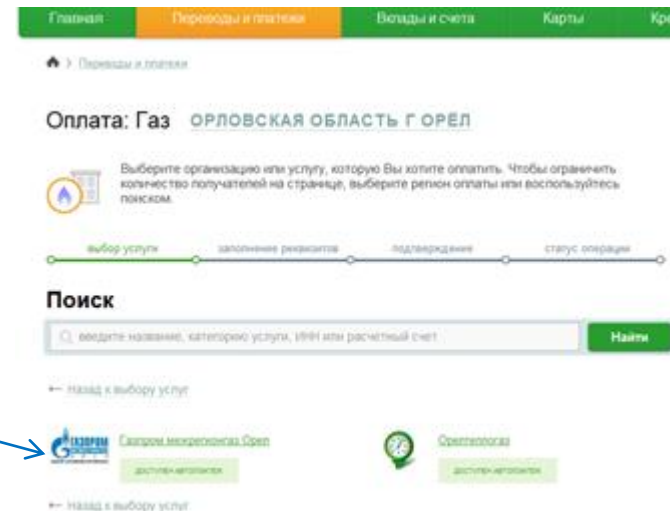 Главная Переводы и платежи Вклады и счета Карты Кре
Переводы и платежи
Оплата: Газ ОРЛОВСКАЯ ОБЛАСТЬ Г ОРЁЛ
Выберите организацию или услугу, которую Вы хотите оплатить. Чтобы ограничить
количество получателей на странице, выберите регион оплаты или воспользуйтесь
поиском.
выбор услуги заполнение реквизитов подтверждение статус операции
Поиск
введите название, категорию услуги, ИНН или расчетный счет Найти
← Назад к выбору услуг
ГАЗПРОМ Газпром межрегионгаз Орел Орелтеплогаз
ДОСТУПЕН АВТОПЛАТЕЖ ДОСТУПЕН АВТОПЛАТЕЖ
← Назад к выбору услуг